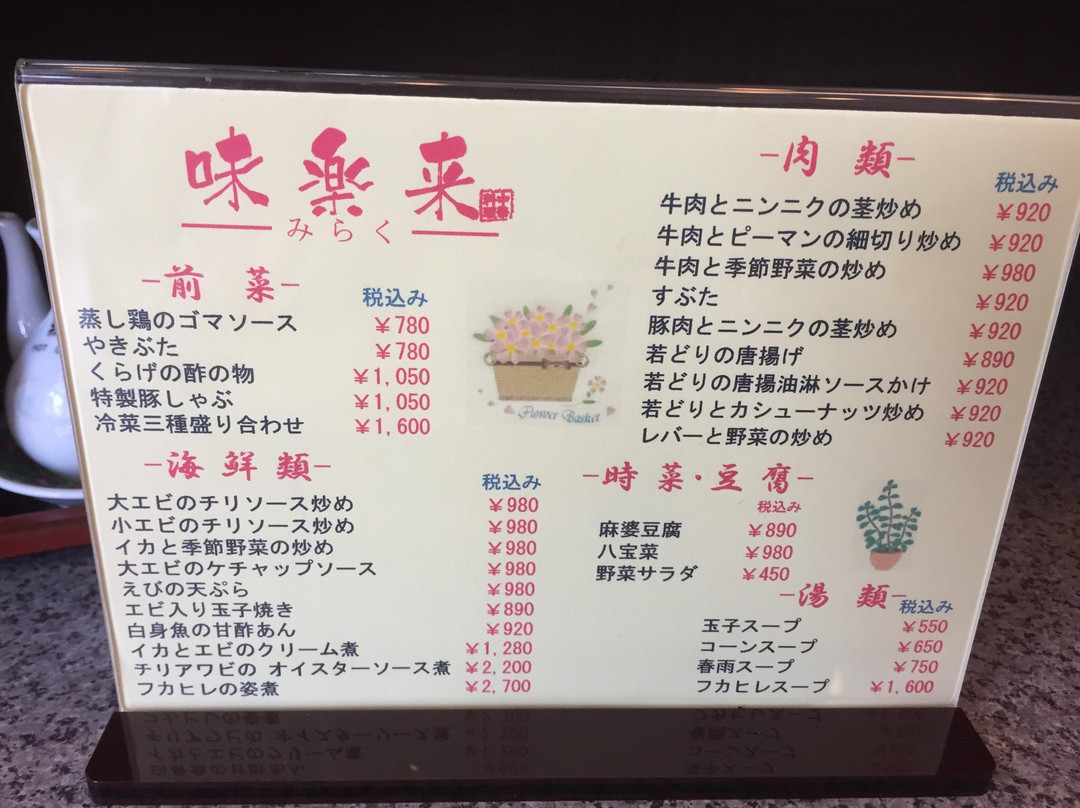 味楽来
みらく
-前菜-
税込み
蒸し鶏のゴマソース ¥780
やきぶた ¥780
くらげの酢の物 ¥1,050
特製豚しゃぶ ¥1,050
冷菜三種盛り合わせ ¥1,600
-海鮮類-
税込み
大エビのチリソース炒め ¥980
小エビのチリソース炒め ¥980
イカと季節野菜の炒め ¥980
大エビのケチャップソース ¥980
えびの天ぷら ¥980
エビ入り玉子焼き ¥890
白身魚の甘酢あん ¥920
イカとエビのクリーム煮 ¥1,280
チリアワビの オイスターソース煮 ¥2,200
フカヒレの姿煮 ¥2,700
Flower Basket
-肉類-
税込み
牛肉とニンニクの茎炒め ¥920
牛肉とピーマンの細切り炒め ¥920
牛肉と季節野菜の炒め ¥980
すぶた ¥920
豚肉とニンニクの茎炒め ¥920
若どりの唐揚げ ¥890
若どりの唐揚油淋ソースかけ ¥920
若どりとカシューナッツ炒め ¥920
レバーと野菜の炒め ¥920
-時菜・豆腐-
税込み
麻婆豆腐 ¥890
八宝菜 ¥980
野菜サラダ ¥450
-湯類-
税込み
玉子スープ ¥550
コーンスープ ¥650
春雨スープ ¥750
フカヒレスープ ¥1,600